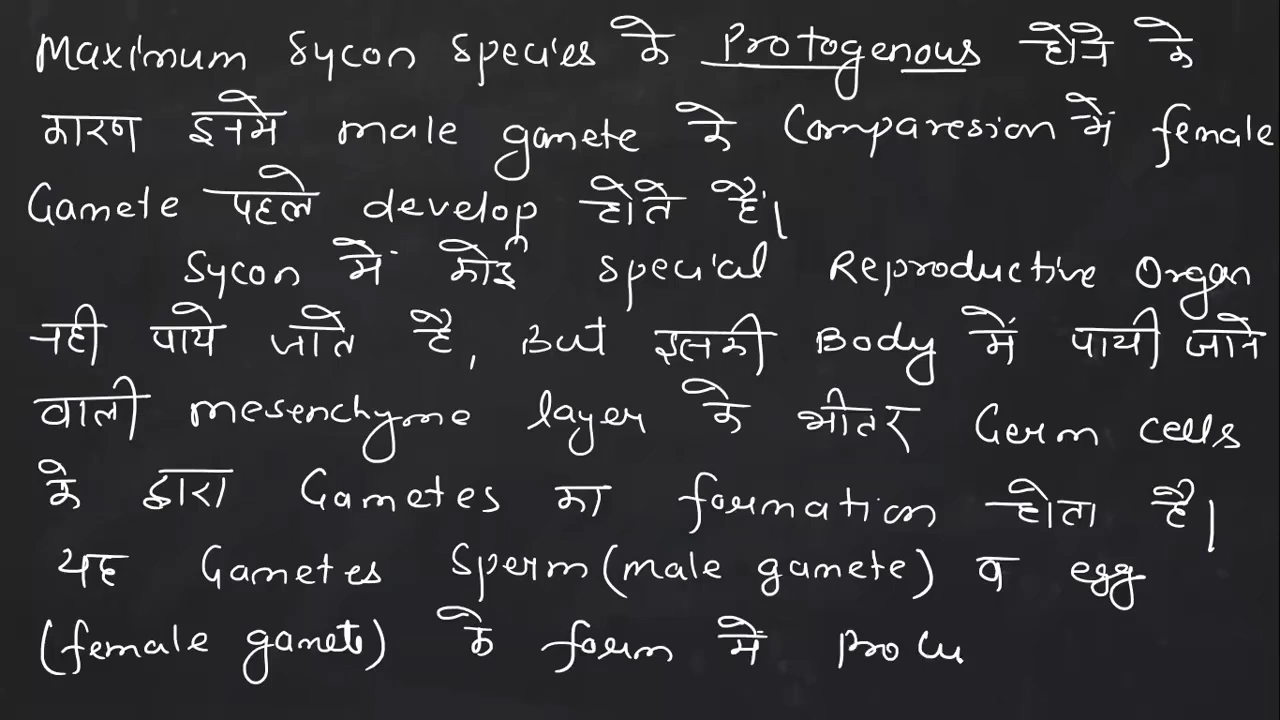 Maximum Sycon Species के Protogenous होने के
कारण इनमे male gamete के Comparesion में female
Gamete पहले develop होते हैं।
Sycon में कोई special Reproductive Organ
नही पाये जाते है, But इसकी Body में पायी जाने
वाली mesenchyme layer के भीतर Germ cells
के द्वारा Gametes का formation होता है।
यह Gametes Sperm (male gamete) व egg
(female gamete) के form में Produ